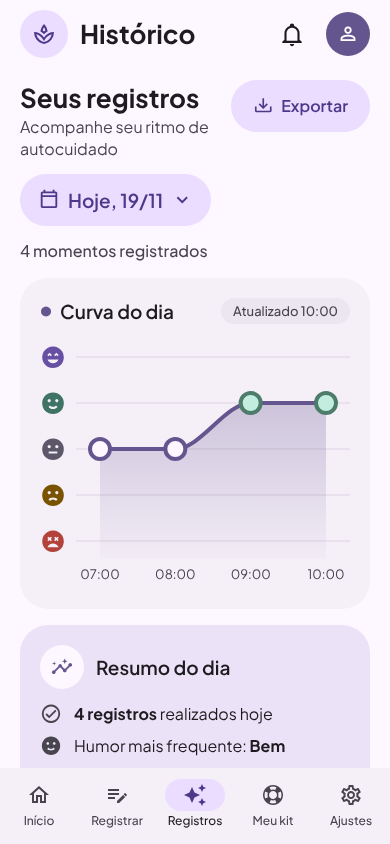 Histórico
Seus registros
Exportar
Acompanhe seu ritmo de
autocuidado
Hoje, 19/11
4 momentos registrados
Curva do dia
Atualizado 10:00
07:00 08:00 09:00 10:00
Resumo do dia
4 registros realizados hoje
Humor mais frequente: Bem
Início Registrar Registros Meu kit Ajustes